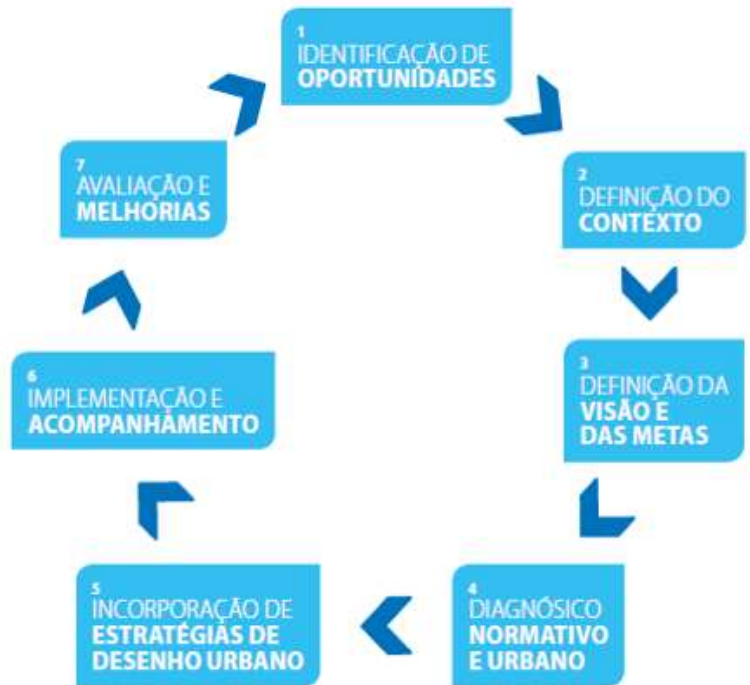 1
IDENTIFICAÇÃO DE
OPORTUNIDADES
2
DEFINIÇÃO DO
CONTEXTO
3
DEFINIÇÃO DA
VISÃO E
DAS METAS
4
DIAGNÓSICO
NORMATIVO
E URBANO
5
INCORPORAÇÃO DE
ESTRATÉGIAS DE
DESENHO URBANO
6
IMPLEMENTAÇÃO E
ACOMPANHAMENTO
7
AVALIAÇÃO E
MELHORIAS